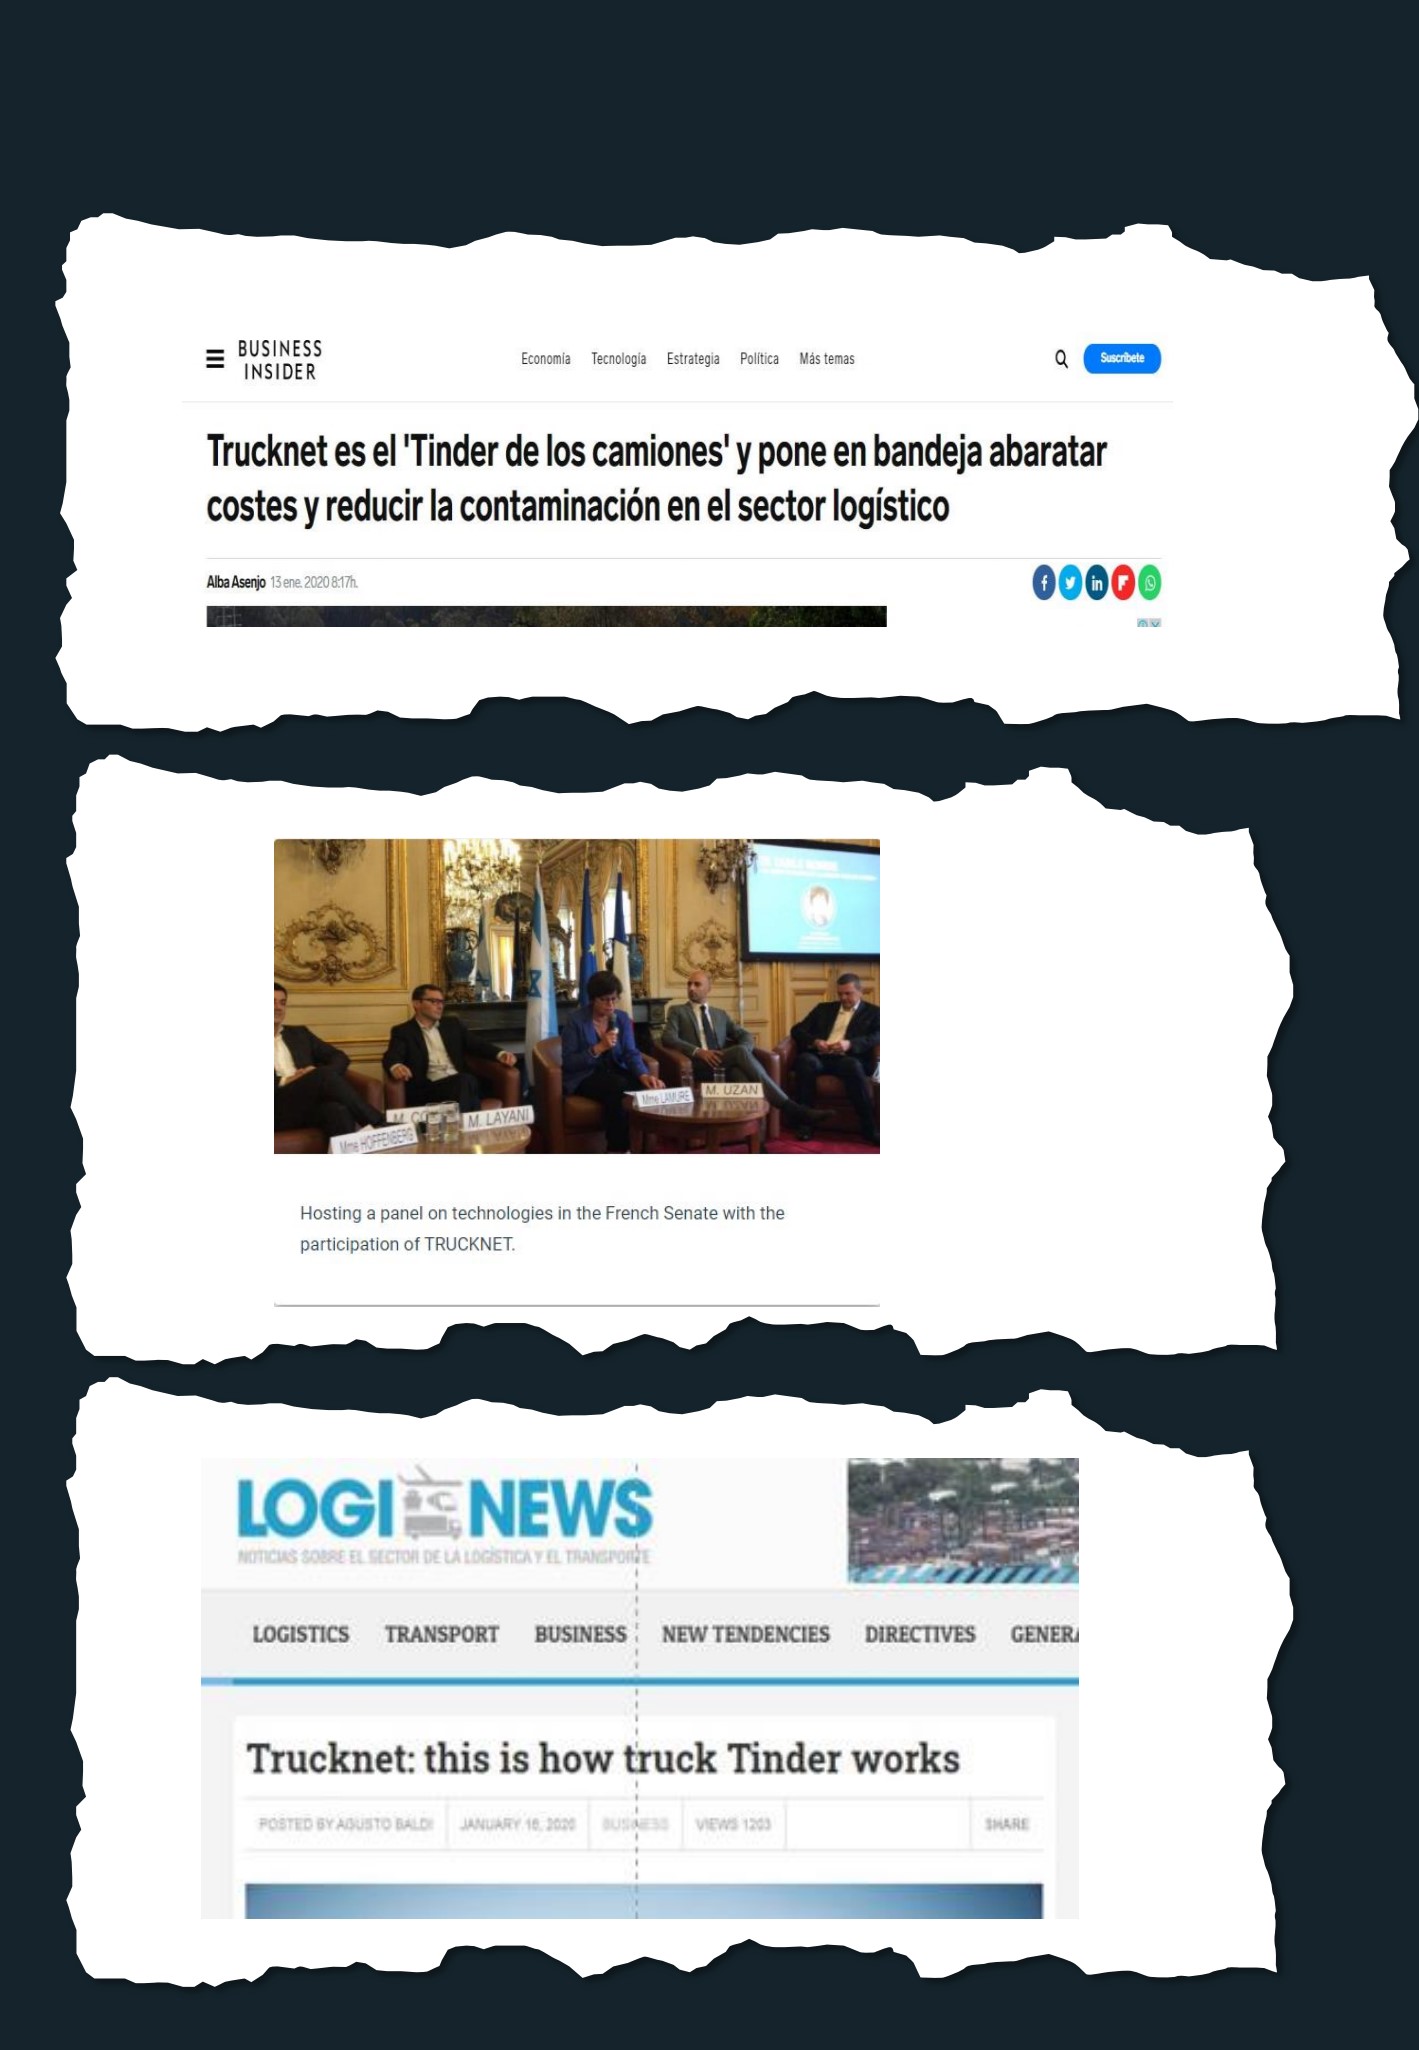 BUSINESS
INSIDER
Economía Tecnología Estrategia Política Más temas
Suscríbete
Trucknet es el 'Tinder de los camiones' y pone en bandeja abaratar
costes y reducir la contaminación en el sector logístico
Alba Asenjo 13 ene. 2020 8:17h.
M. LAYANI
Mme HOFFENBERG
Mme LAMURE
M. UZAN
Hosting a panel on technologies in the French Senate with the
participation of TRUCKNET.
LOGI NEWS
NOTICIAS SOBRE EL SECTOR DE LA LOGÍSTICA Y EL TRANSPORTE
LOGISTICS TRANSPORT BUSINESS NEW TENDENCIES DIRECTIVES GENERA
Trucknet: this is how truck Tinder works
POSTED BY AGUSTO BALDI JANUARY 16, 2020 BUSINESS VIEWS 1203 SHARE